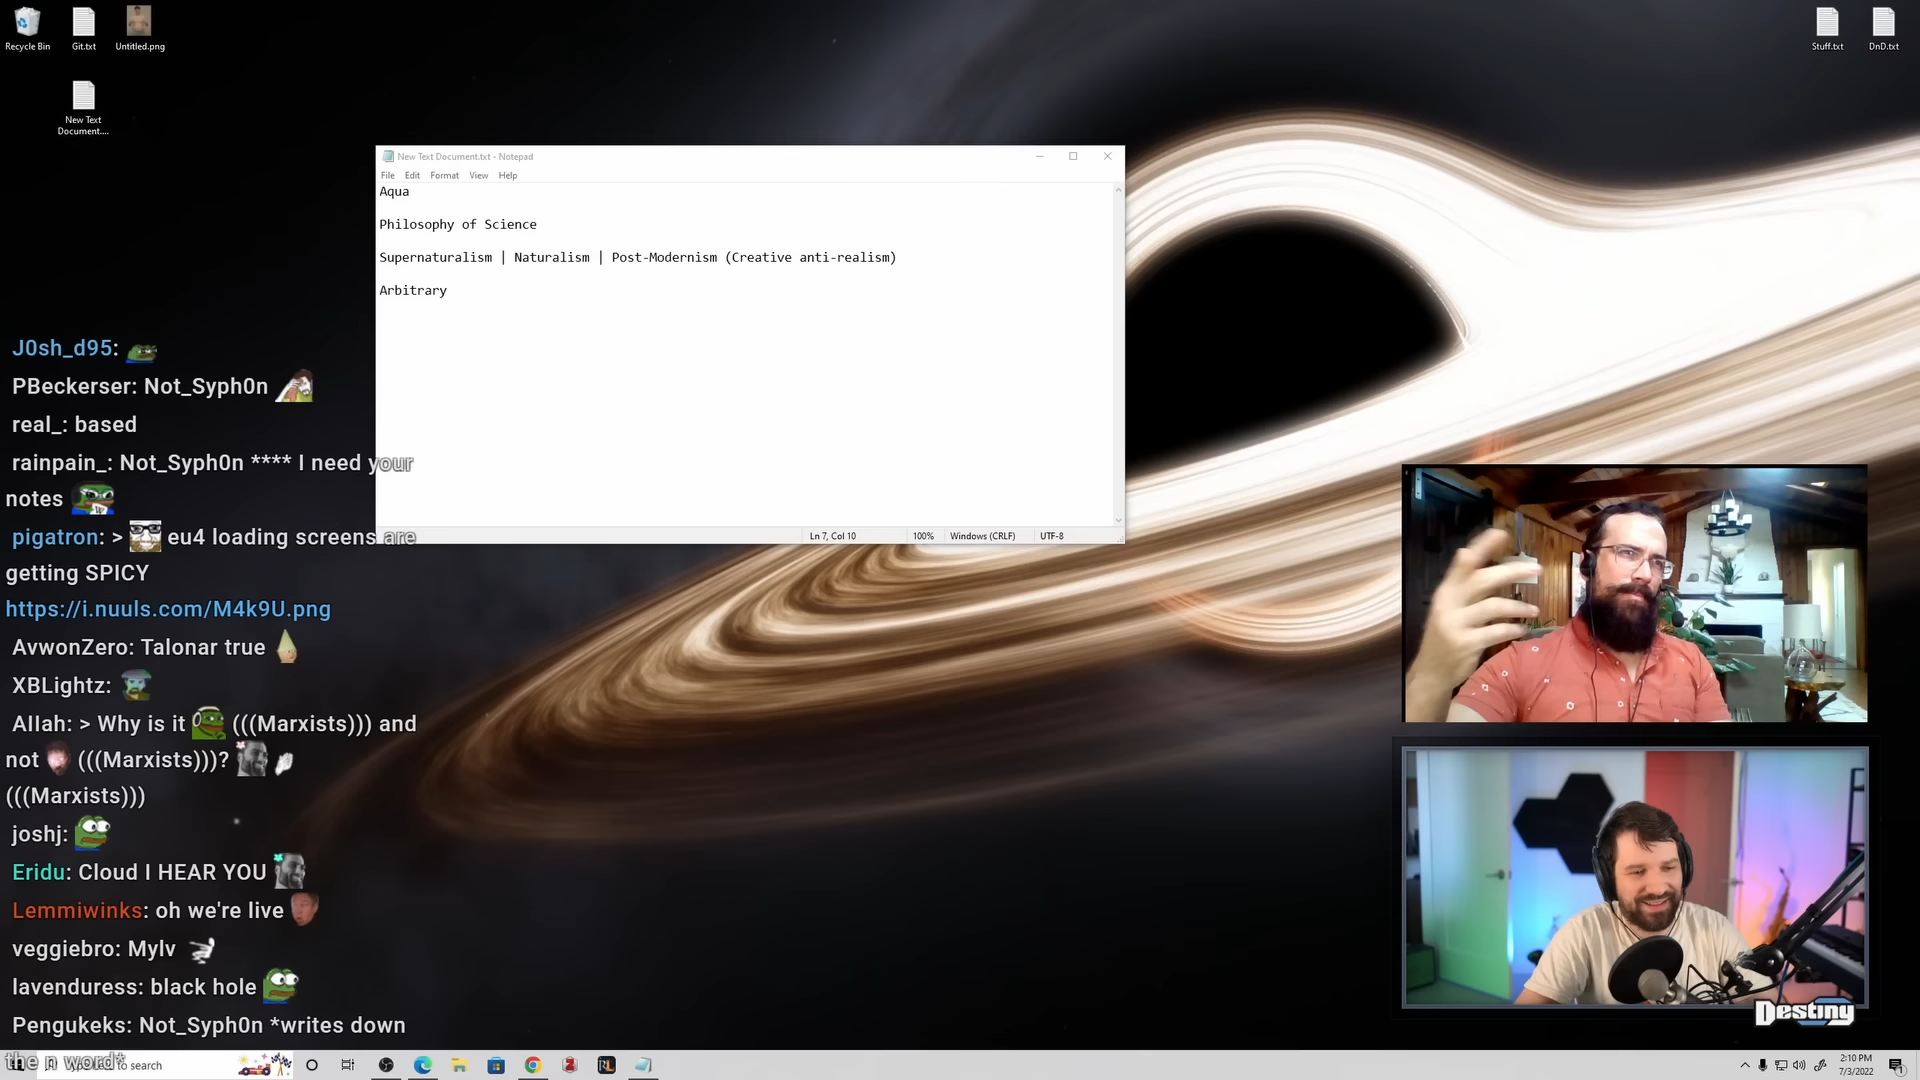 Recycle Bin
Git.txt
Untitled.png
Stuff.txt
DnD.txt
New Text
Document....
New Text Document.txt - Notepad
File Edit Format View Help
Aqua
Philosophy of Science
Supernaturalism | Naturalism | Post-Modernism (Creative anti-realism)
Arbitrary
Ln 7, Col 10
100%
Windows (CRLF)
UTF-8
J0sh_d95:
PBeckerser: Not_Syph0n
real_: based
rainpain_: Not_Syph0n **** I need your
notes
pigatron: > eu4 loading screens are
getting SPICY
https://i.nuuls.com/M4k9U.png
AvwonZero: Talonar true
XBLightz:
AIIah: > Why is it (((Marxists))) and
not (((Marxists)))?
(((Marxists)))
joshj:
Eridu: Cloud I HEAR YOU
Lemmiwinks: oh we're live
veggiebro: Mylv
lavenduress: black hole
Pengukeks: Not_Syph0n *writes down
the n word*
to search
Destiny
2:10 PM
7/3/2022